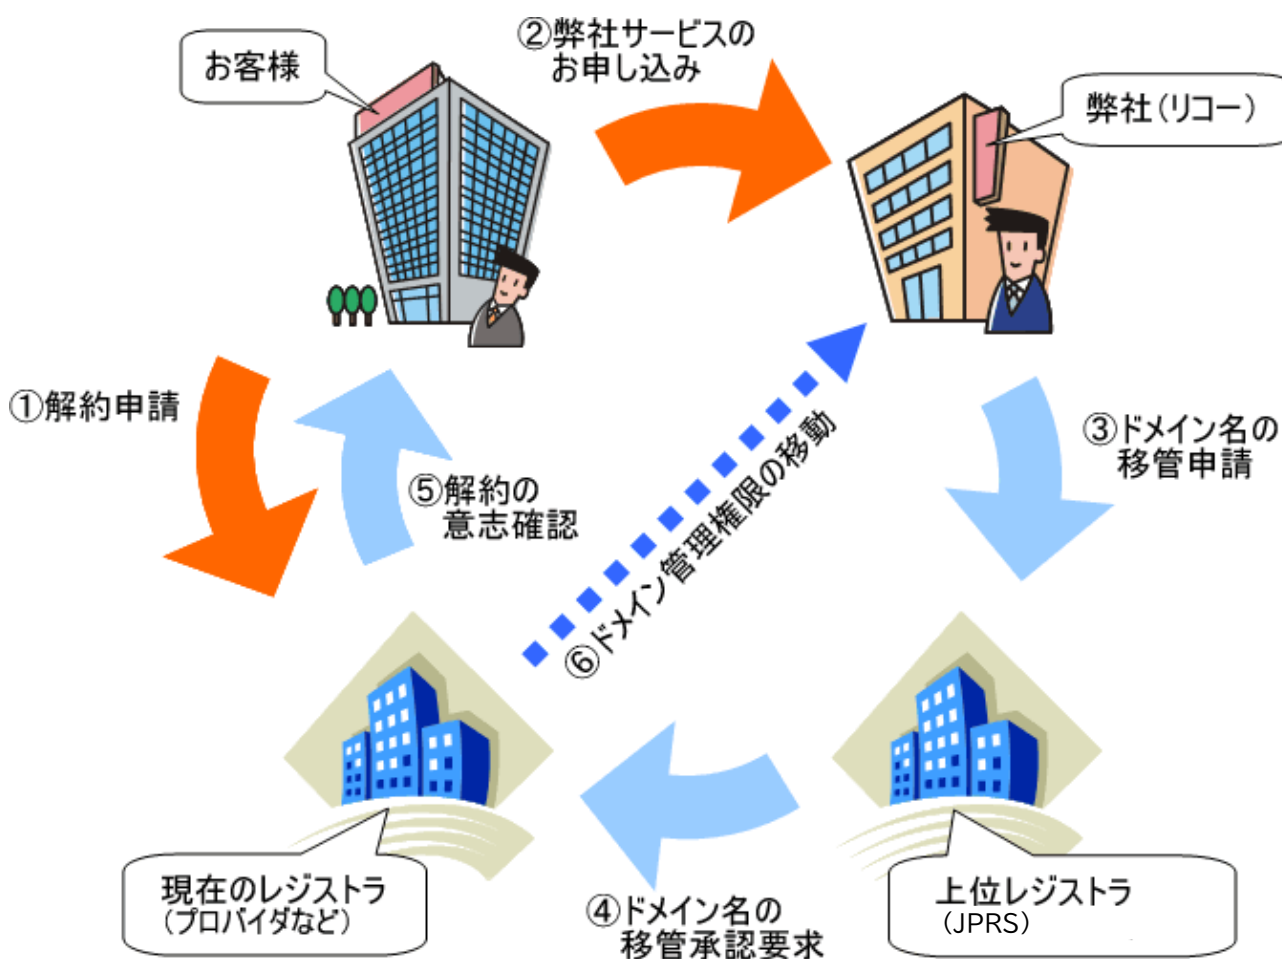 ②弊社サービスの
お申し込み
お客様
弊社(リコー)
①解約申請
③ドメイン名の
移管申請
⑤解約の
意志確認
⑥ドメイン管理権限の移動
現在のレジストラ
(プロバイダなど)
④ドメイン名の
移管承認要求
上位レジストラ
(JPRS)